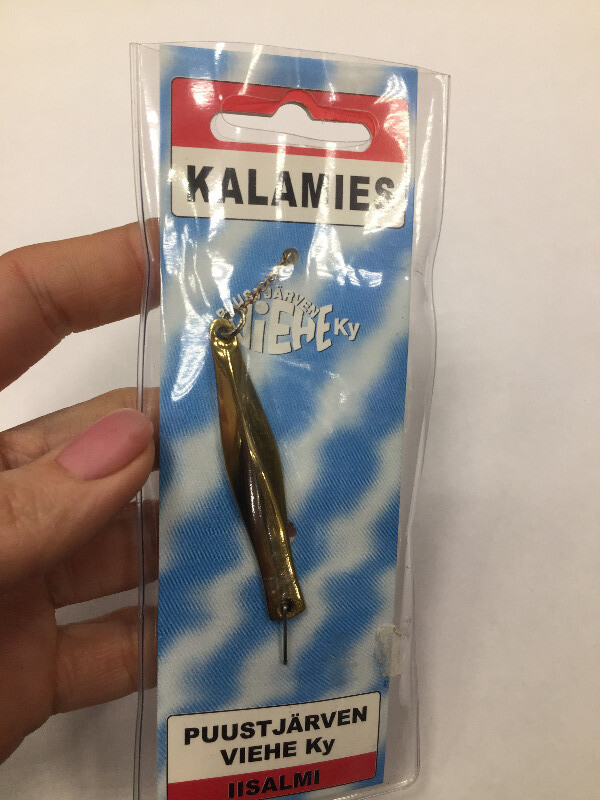 KALAMIES
PUUSTJÄRVEN
VIEHE Ky
PUUSTJÄRVEN
VIEHE Ky
IISALMI